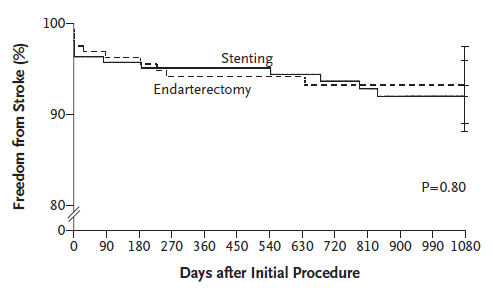 Freedom from Stroke (%)
100
90
80
0
Stenting
Endarterectomy
P=0.80
0 90 180 270 360 450 540 630 720 810 900 990 1080
Days after Initial Procedure